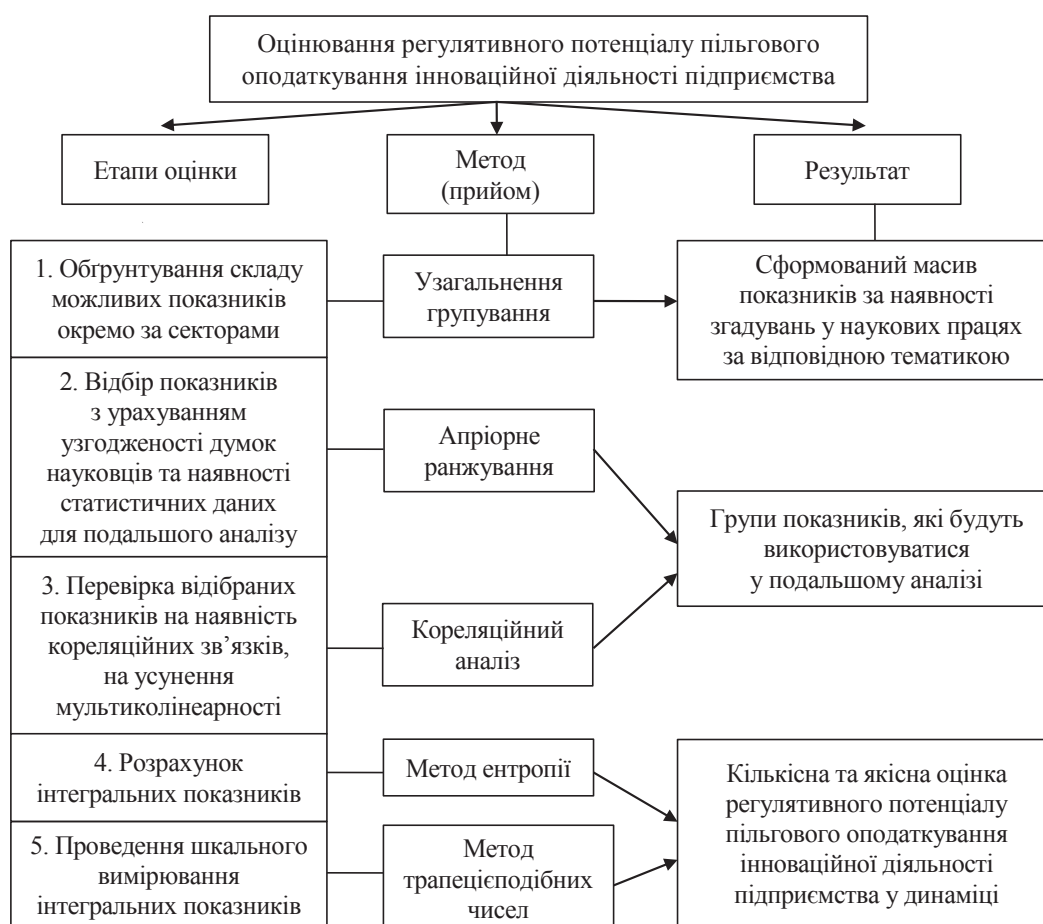 Оцінювання регулятивного потенціалу пільгового
оподаткування інноваційної діяльності підприємства
Етапи оцінки
Метод
(прийом)
Результат
1. Обґрунтування складу
можливих показників
окремо за секторами
Узагальнення
групування
Сформований масив
показників за наявності
згадувань у наукових працях
за відповідною тематикою
2. Відбір показників
з урахуванням
узгодженості думок
науковців та наявності
статистичних даних
для подальшого аналізу
Апріорне
ранжування
Групи показників, які будуть
використовуватися
у подальшому аналізі
3. Перевірка відібраних
показників на наявність
кореляційних зв’язків,
на усунення
мультиколінеарності
Кореляційний
аналіз
4. Розрахунок
інтегральних показників
Метод ентропії
Кількісна та якісна оцінка
регулятивного потенціалу
пільгового оподаткування
інноваційної діяльності
підприємства у динаміці
5. Проведення шкального
вимірювання
інтегральних показників
Метод
трапецієподібних
чисел